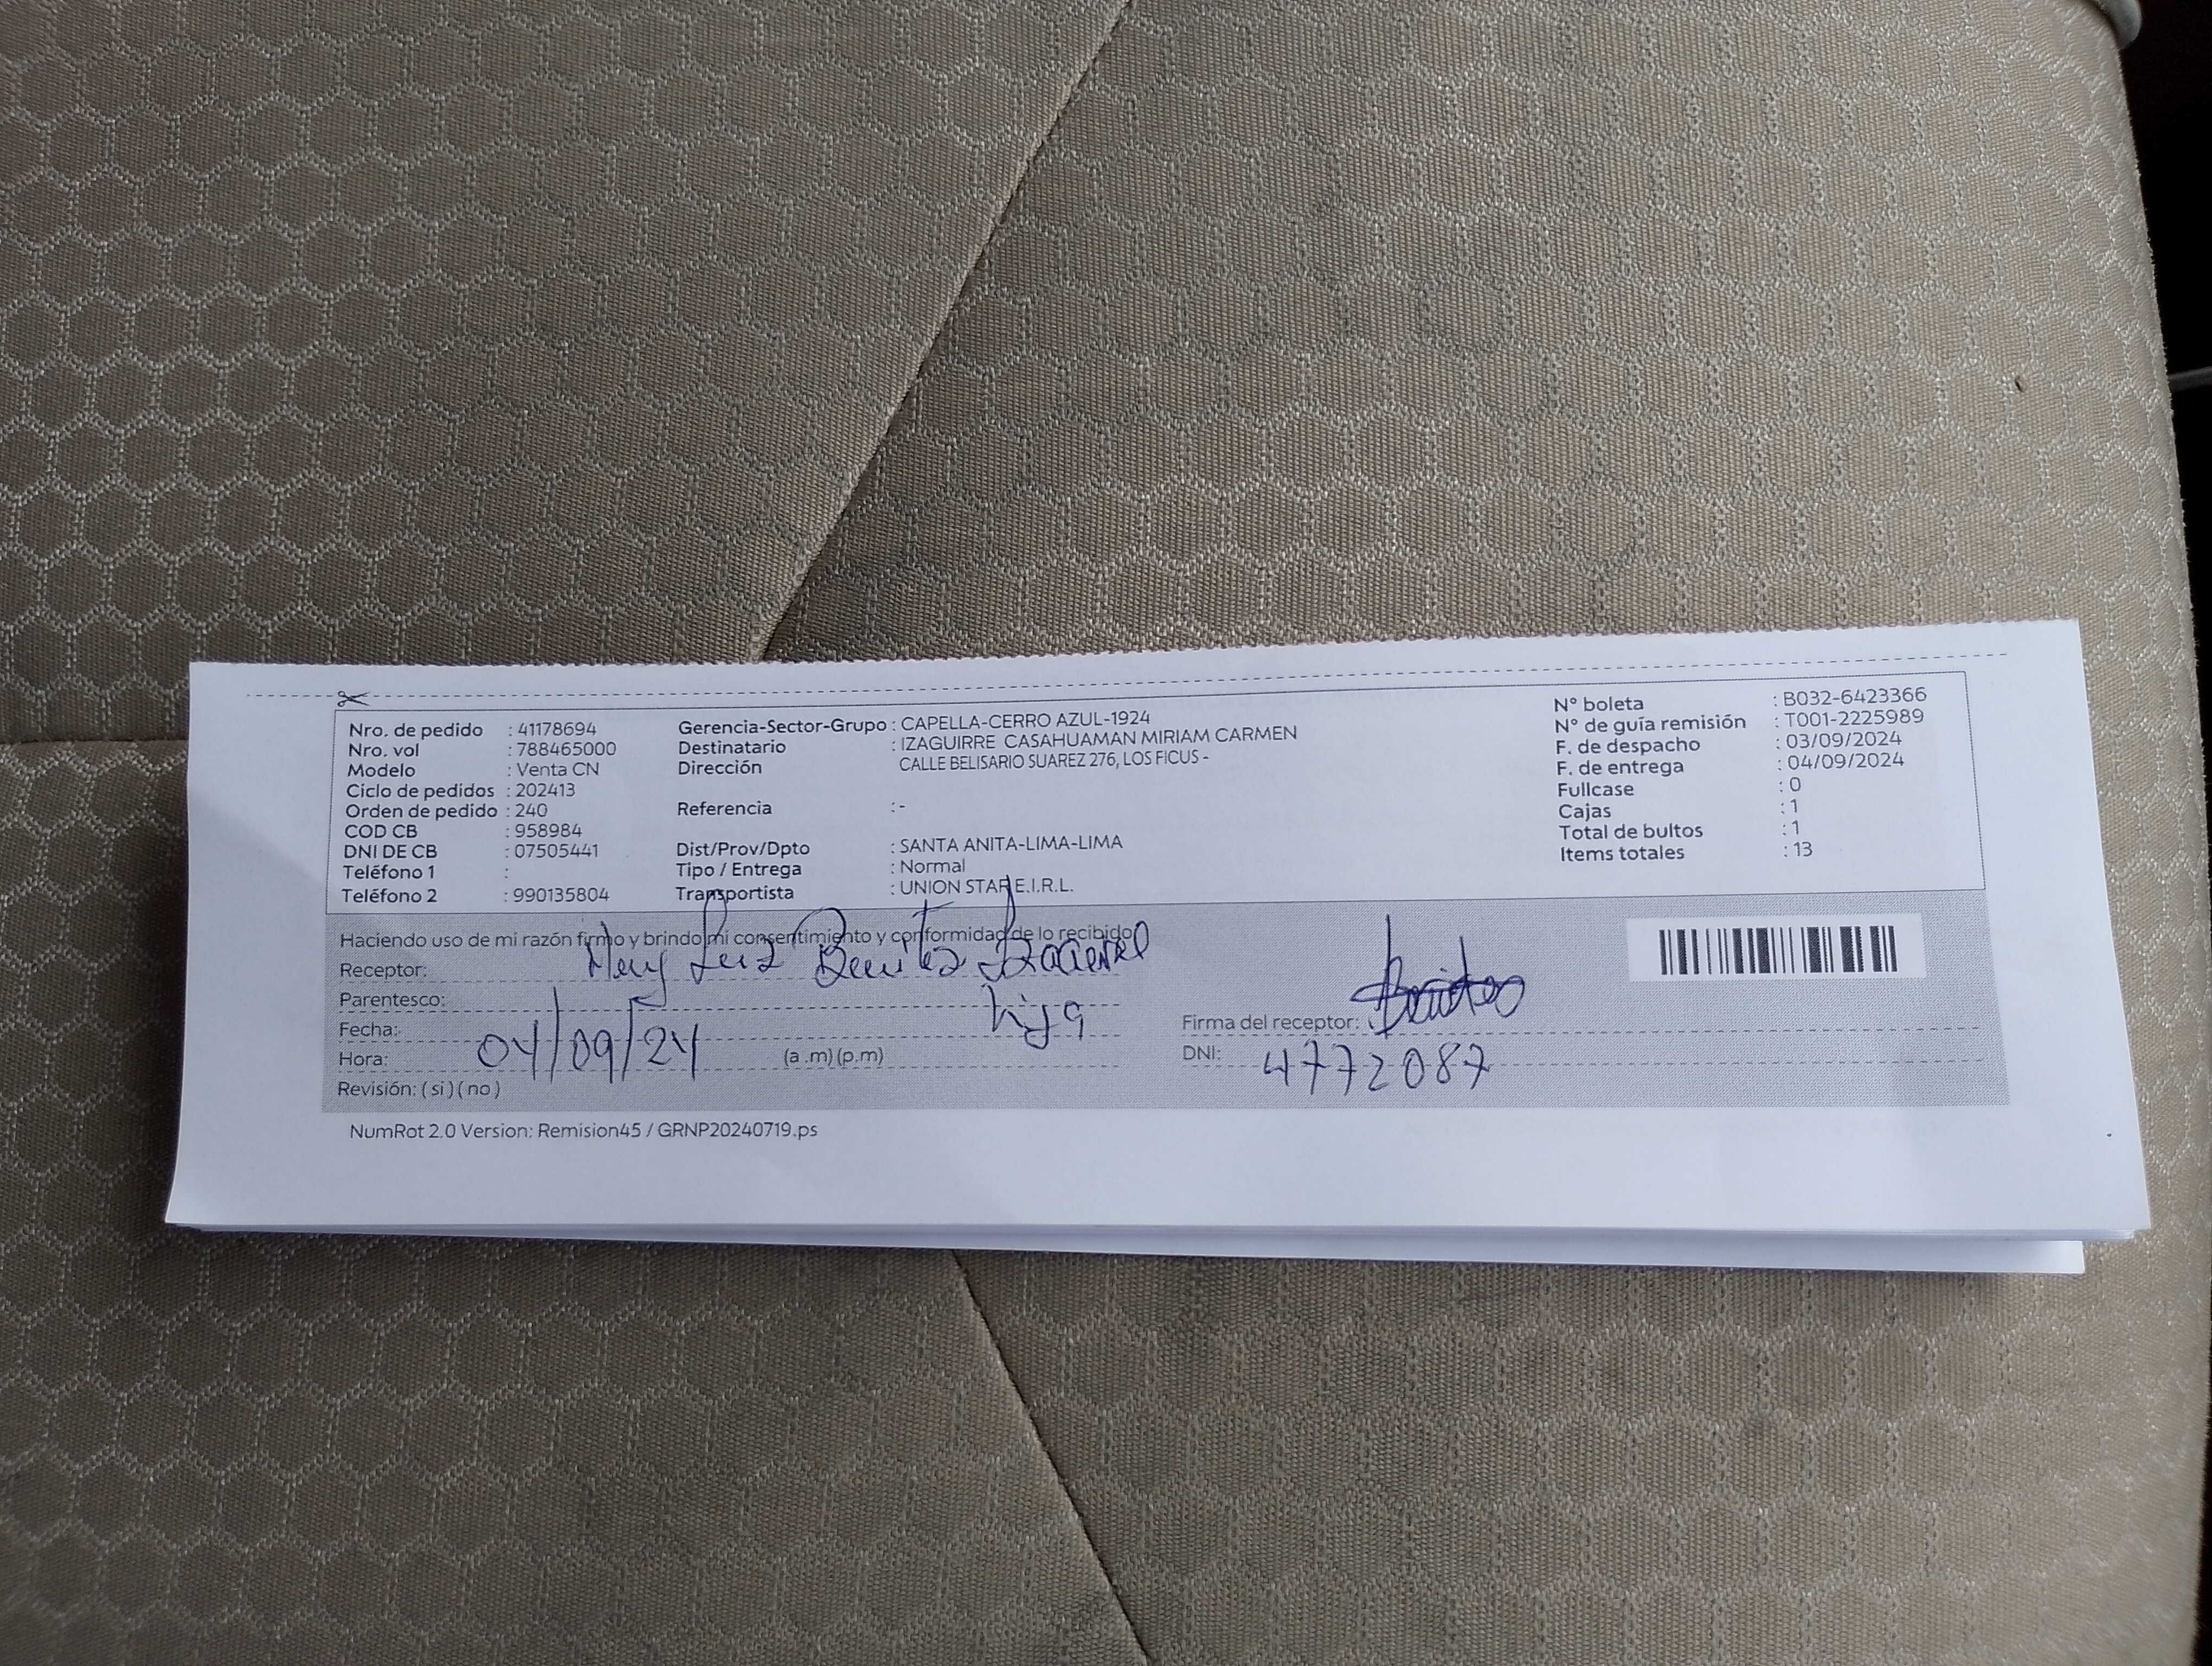 Nro. de pedido : 41178694
Nro. vol : 788465000
Modelo : Venta CN
Ciclo de pedidos : 202413
Orden de pedido : 240
COD CB : 958984
DNI DE CB : 07505441
Teléfono 1 :
Teléfono 2 : 990135804
Gerencia-Sector-Grupo : CAPELLA-CERRO AZUL-1924
Destinatario : IZAGUIRRE CASAHUAMAN MIRIAM CARMEN
Dirección CALLE BELISARIO SUAREZ 276, LOS FICUS -
Referencia : -
Dist/Prov/Dpto : SANTA ANITA-LIMA-LIMA
Tipo / Entrega : Normal
Transportista : UNION STAR E.I.R.L.
N° boleta : B032-6423366
N° de guía remisión : T001-2225989
F. de despacho : 03/09/2024
F. de entrega : 04/09/2024
Fullcase : 0
Cajas : 1
Total de bultos : 1
Items totales : 13
Haciendo uso de mi razón firmo y brindo mi consentimiento y conformidad de lo recibido
Receptor: Luz Benites
Parentesco: hija
Fecha: 04/09/24
Hora: (a .m) (p.m)
Revisión: ( si ) ( no )
Firma del receptor: Benites
DNI: 4772087
NumRot 2.0 Version: Remision45 / GRNP20240719.ps